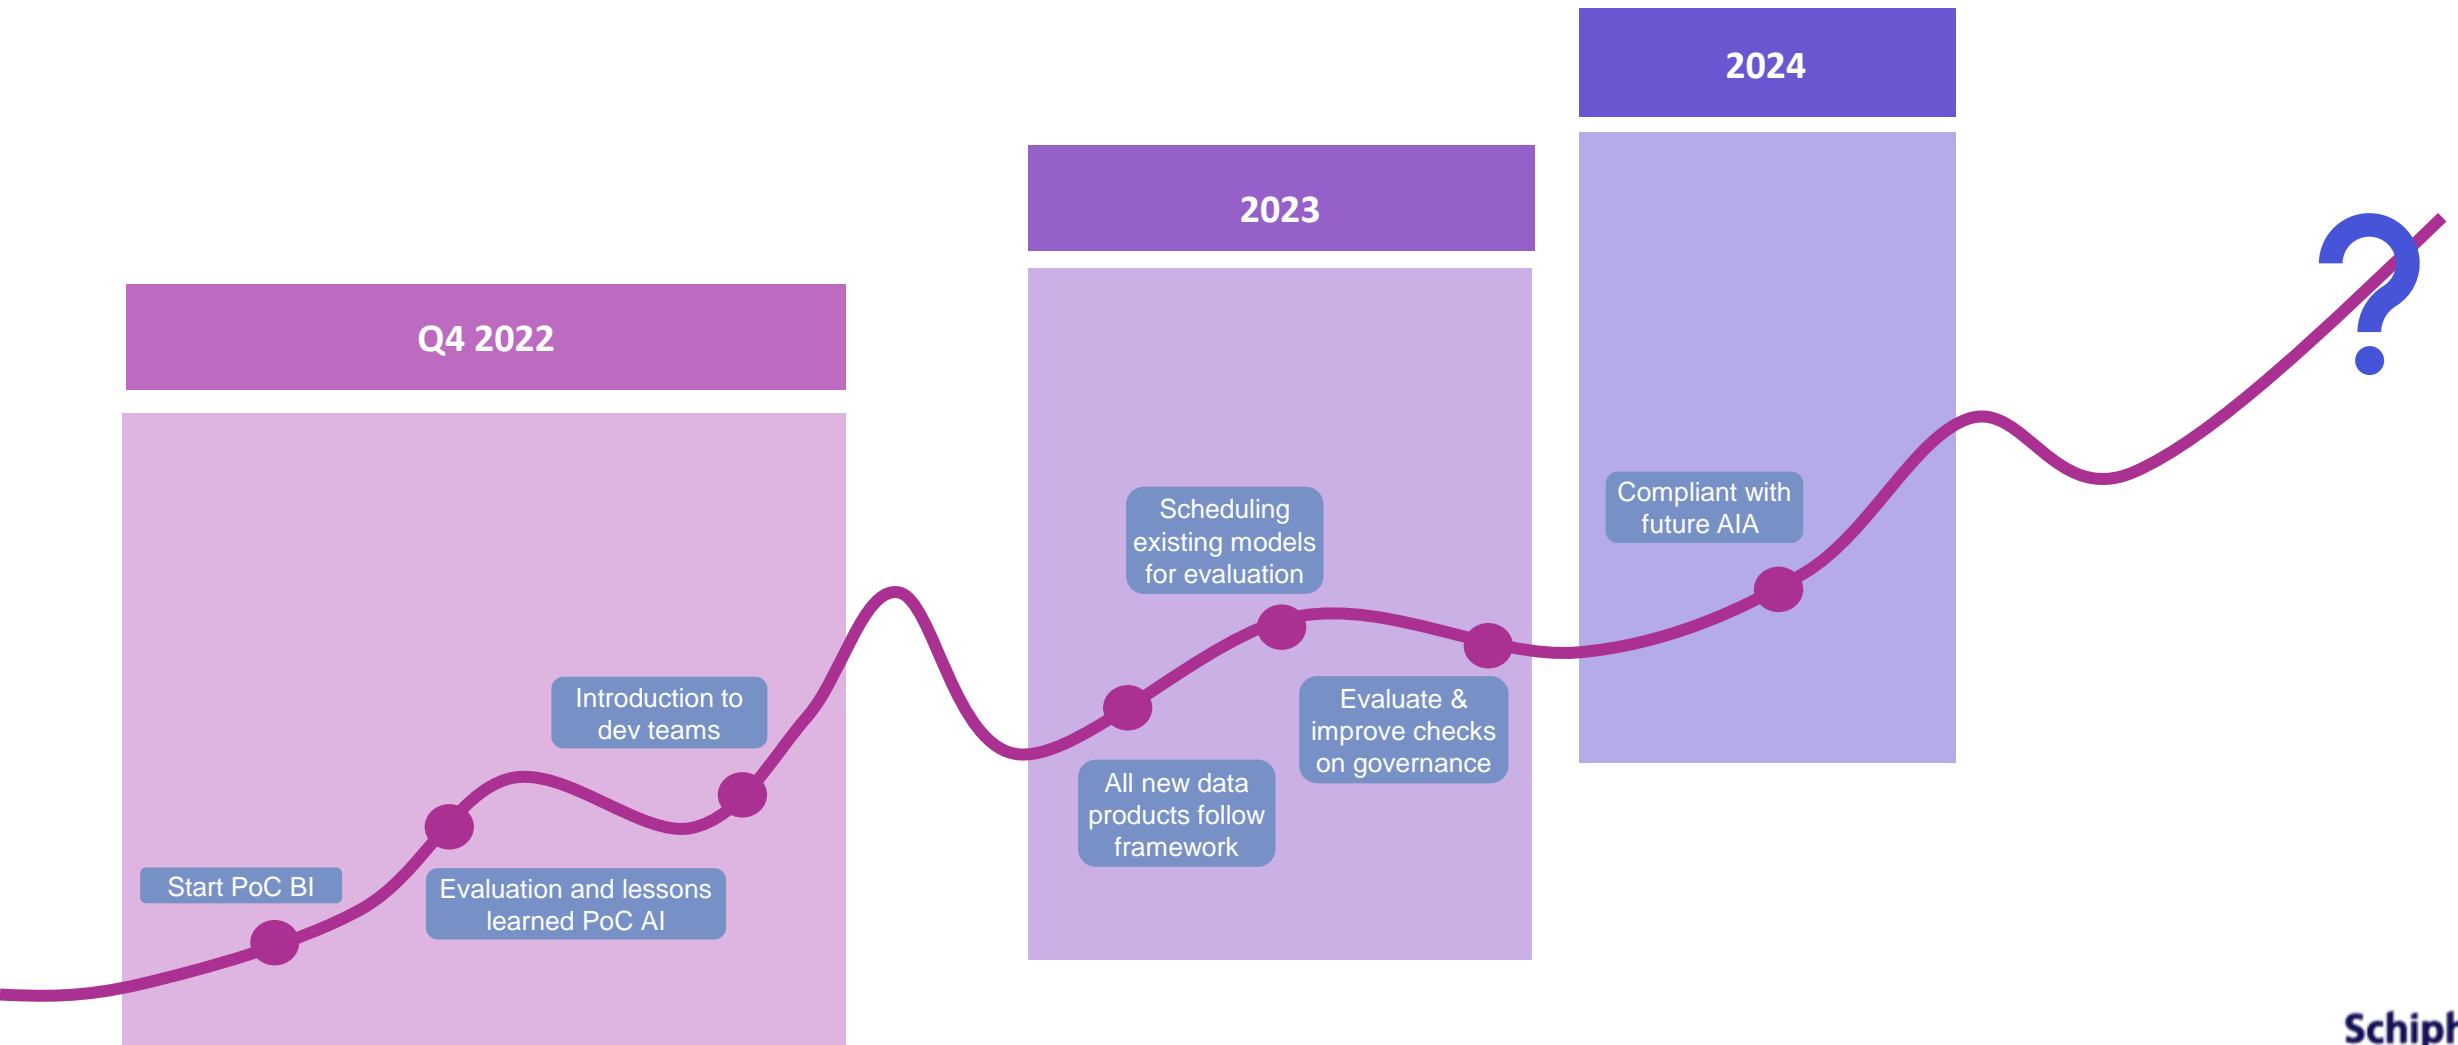 2024
2023
Q4 2022
Start PoC BI
Evaluation and lessons
learned PoC AI
Introduction to
dev teams
All new data
products follow
framework
Scheduling
existing models
for evaluation
Evaluate &
improve checks
on governance
Compliant with
future AIA
?